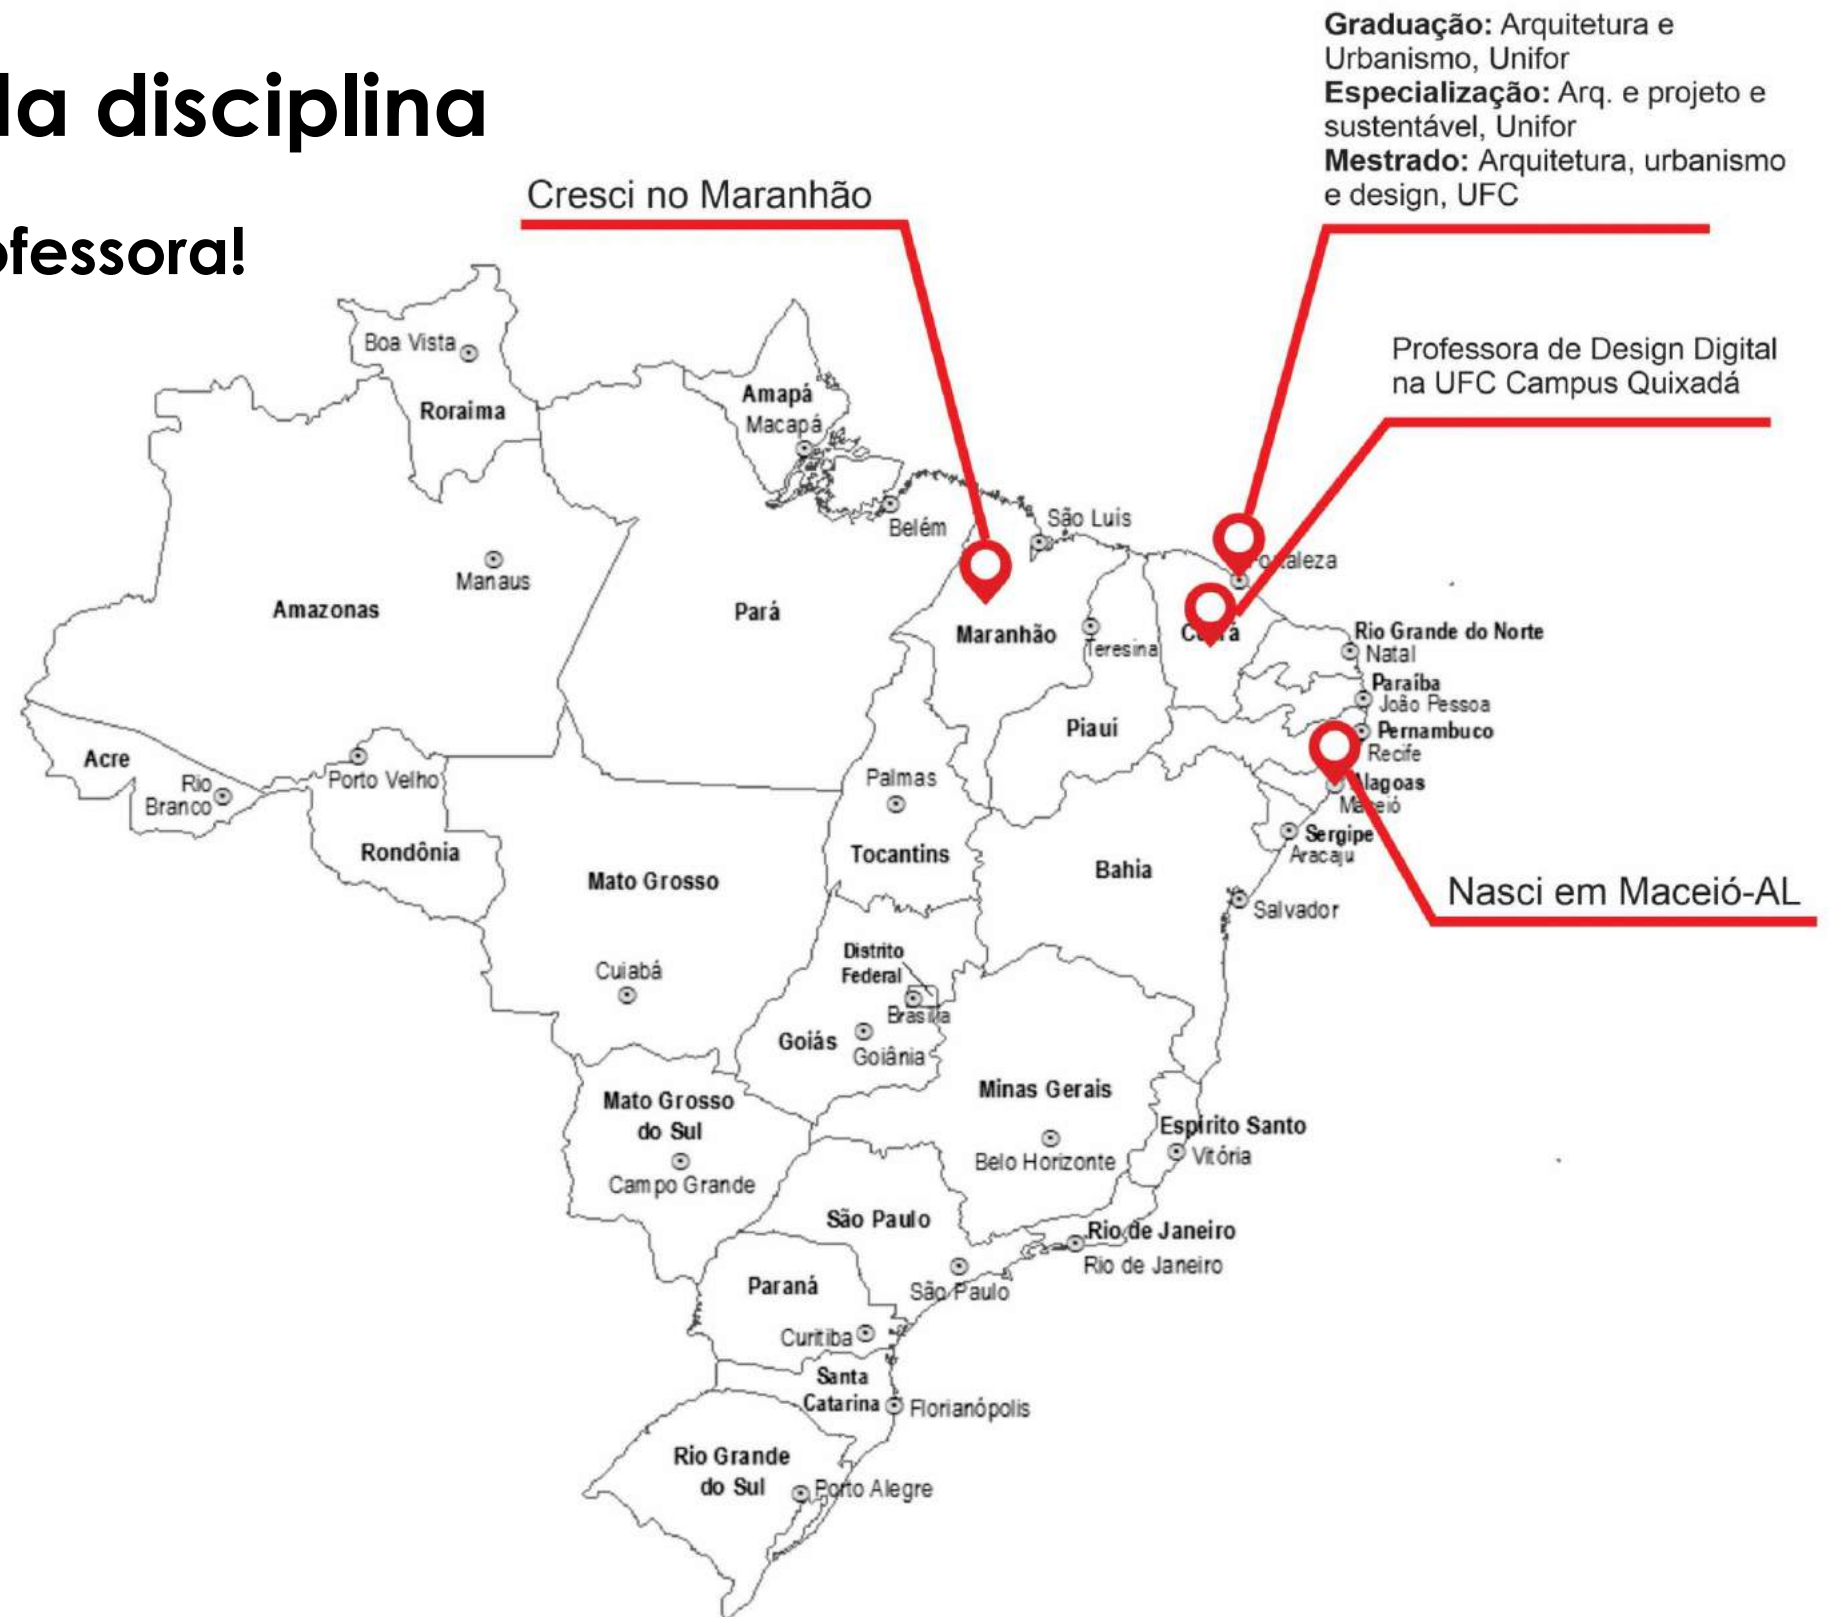 la disciplina
ofessora!
Graduação: Arquitetura e
Urbanismo, Unifor
Especialização: Arq. e projeto e
sustentável, Unifor
Mestrado: Arquitetura, urbanismo
e design, UFC
Cresci no Maranhão
Professora de Design Digital
na UFC Campus Quixadá
Boa Vista
Roraima
Amapá
Macapá
Belém
São Luis
Manaus
Amazonas
Pará
Maranhão
Teresina
Rio Grande do Norte
Natal
Paraíba
João Pessoa
Pernambuco
Recife
Alagoas
Maceió
Sergipe
Aracaju
Piauí
Acre
Rio
Branco
Porto Velho
Rondônia
Palmas
Tocantins
Mato Grosso
Cuiabá
Bahia
Salvador
Nasci em Maceió-AL
Distrito
Federal
Brasília
Goiás
Goiânia
Minas Gerais
Belo Horizonte
Espírito Santo
Vitória
Mato Grosso
do Sul
Campo Grande
São Paulo
São Paulo
Rio de Janeiro
Rio de Janeiro
Paraná
Curitiba
Santa
Catarina
Florianópolis
Rio Grande
do Sul
Porto Alegre